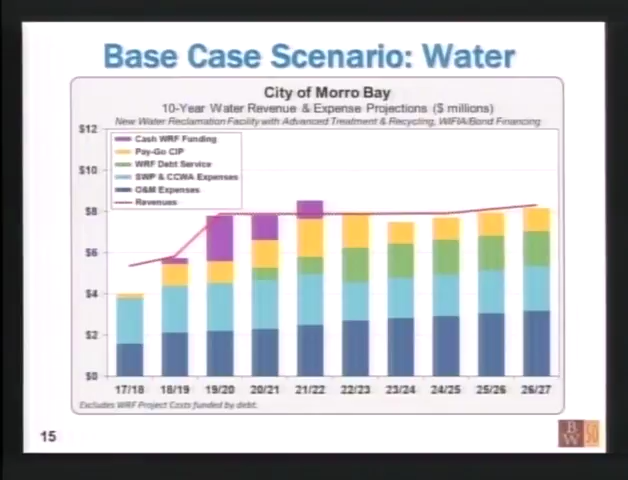 Base Case Scenario: Water
City of Morro Bay
10-Year Water Revenue & Expense Projections ($ millions)
New Water Reclamation Facility with Advanced Treatment & Recycling, WIFIA/Bond Financing
$12
$10
$8
$6
$4
$2
$0
Cash WRF Funding
Pay-Go CIP
WRF Debt Service
SWP & CCWA Expenses
O&M Expenses
Revenues
17/18 18/19 19/20 20/21 21/22 22/23 23/24 24/25 25/26 26/27
Excludes WRF Project Costs funded by debt.
15
B
W